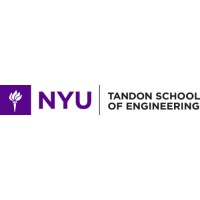 NYU
TANDON SCHOOL
OF ENGINEERING